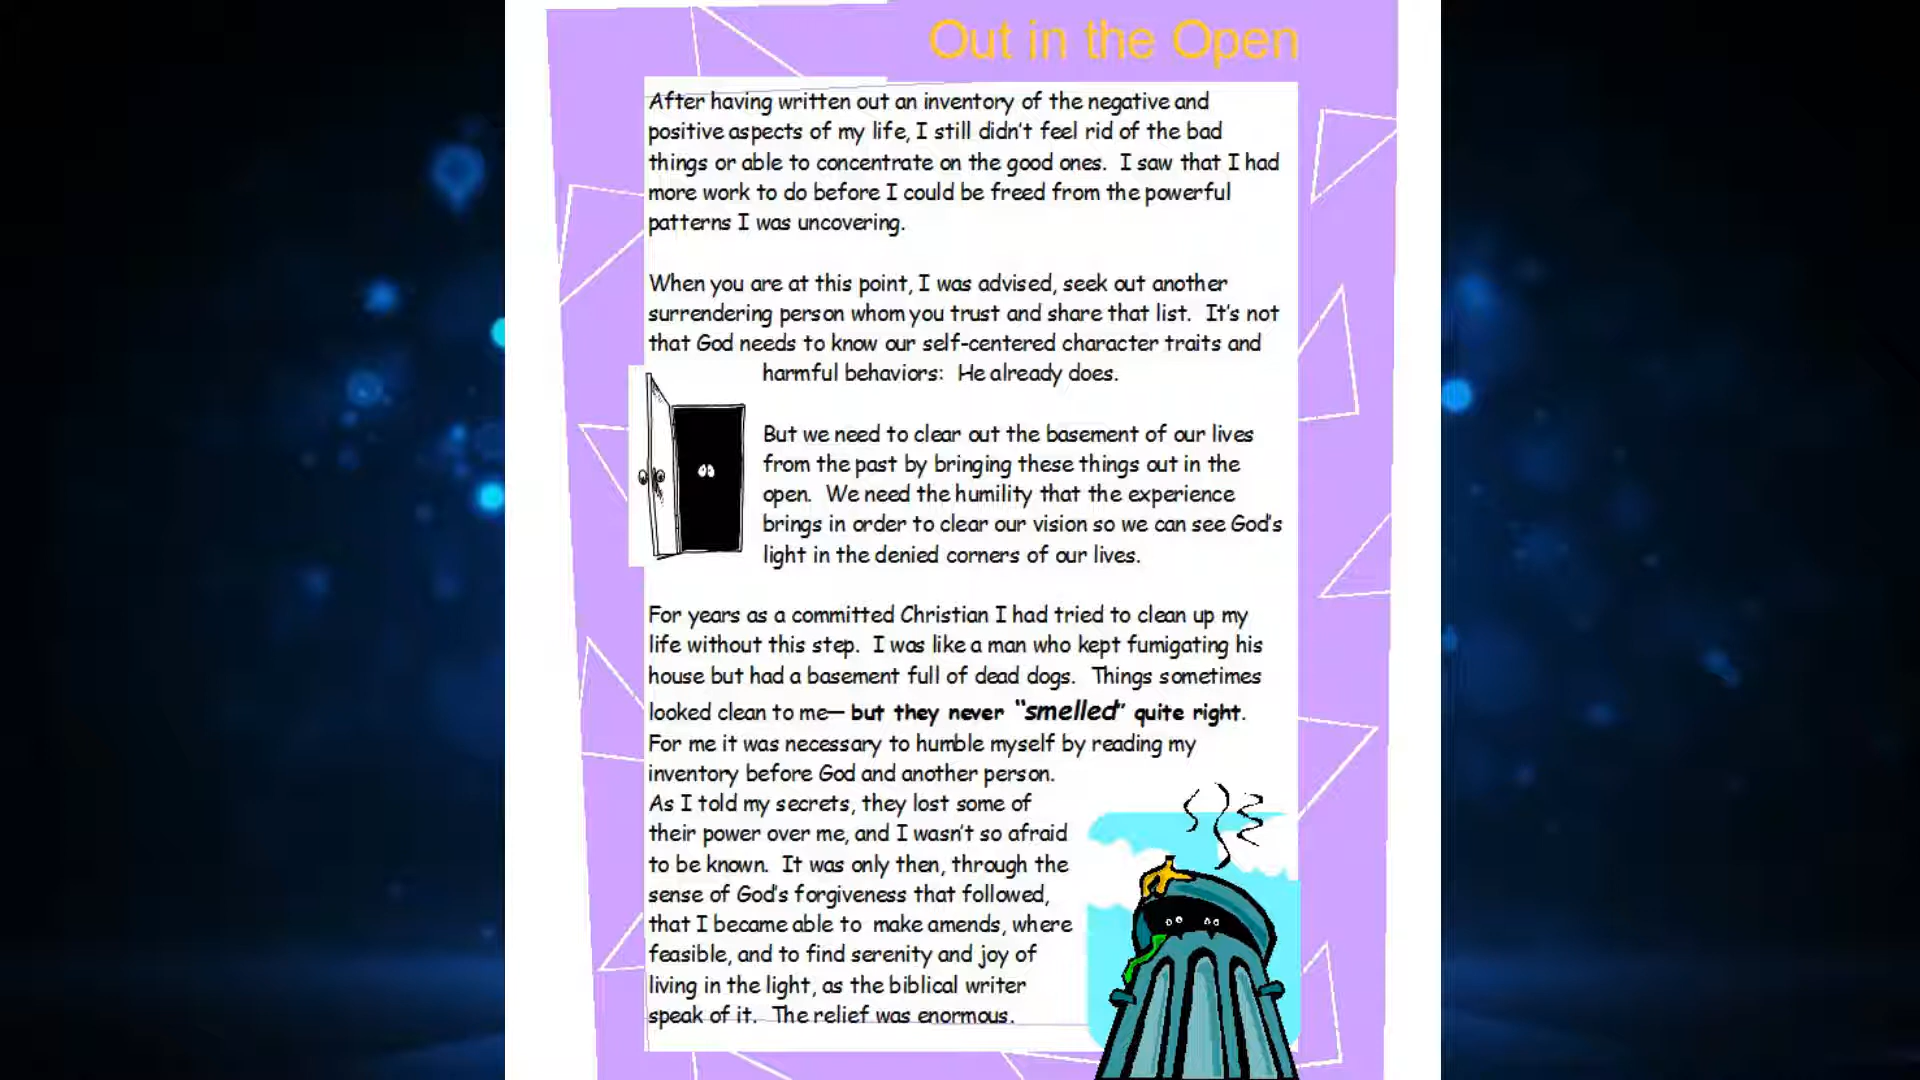 Out in the Open
After having written out an inventory of the negative and
positive aspects of my life, I still didn't feel rid of the bad
things or able to concentrate on the good ones. I saw that I had
more work to do before I could be freed from the powerful
patterns I was uncovering.
When you are at this point, I was advised, seek out another
surrendering person whom you trust and share that list. It's not
that God needs to know our self-centered character traits and
harmful behaviors: He already does.
But we need to clear out the basement of our lives
from the past by bringing these things out in the
open. We need the humility that the experience
brings in order to clear our vision so we can see God's
light in the denied corners of our lives.
For years as a committed Christian I had tried to clean up my
life without this step. I was like a man who kept fumigating his
house but had a basement full of dead dogs. Things sometimes
looked clean to me— but they never "smelled" quite right.
For me it was necessary to humble myself by reading my
inventory before God and another person.
As I told my secrets, they lost some of
their power over me, and I wasn't so afraid
to be known. It was only then, through the
sense of God's forgiveness that followed,
that I became able to make amends, where
feasible, and to find serenity and joy of
living in the light, as the biblical writer
speak of it. The relief was enormous.